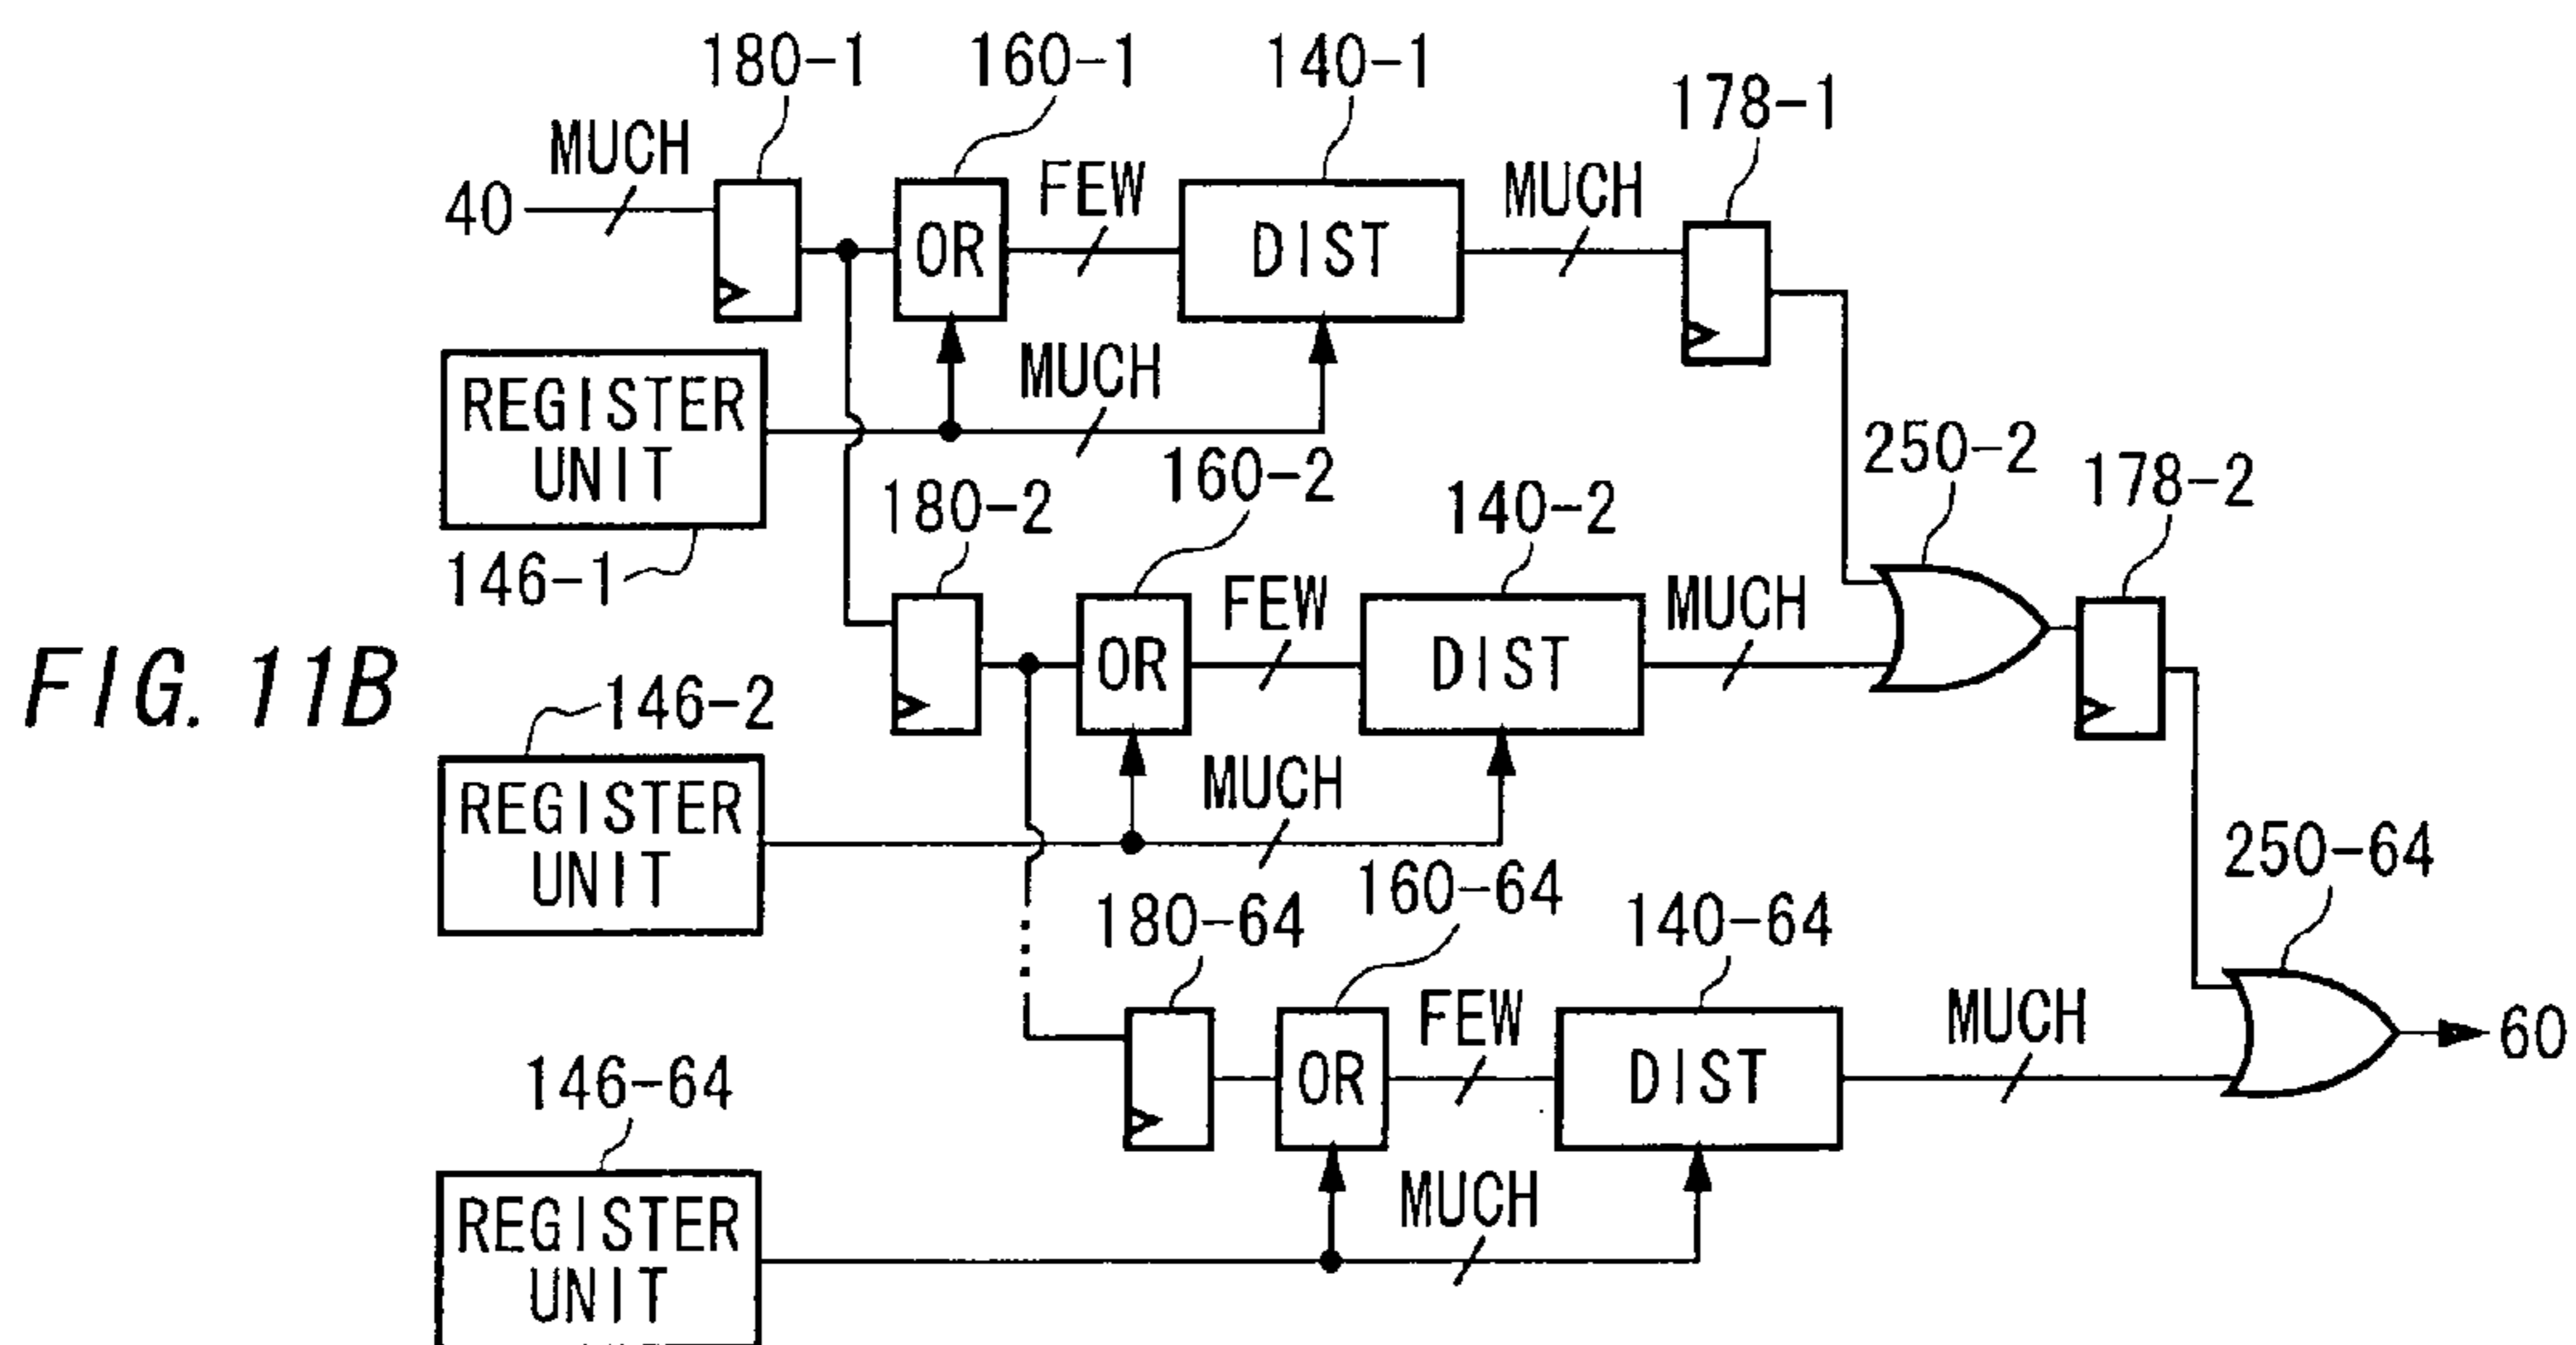 180-1
160-1
140-1
178-1
MUCH
FEW
MUCH
40
OR
DIST
MUCH
REGISTER
UNIT
146-1
160-2
250-2
178-2
180-2
140-2
FEW
MUCH
OR
DIST
FIG. 11B
146-2
MUCH
REGISTER
UNIT
160-64
250-64
180-64
140-64
FEW
MUCH
60
OR
DIST
146-64
MUCH
REGISTER
UNIT